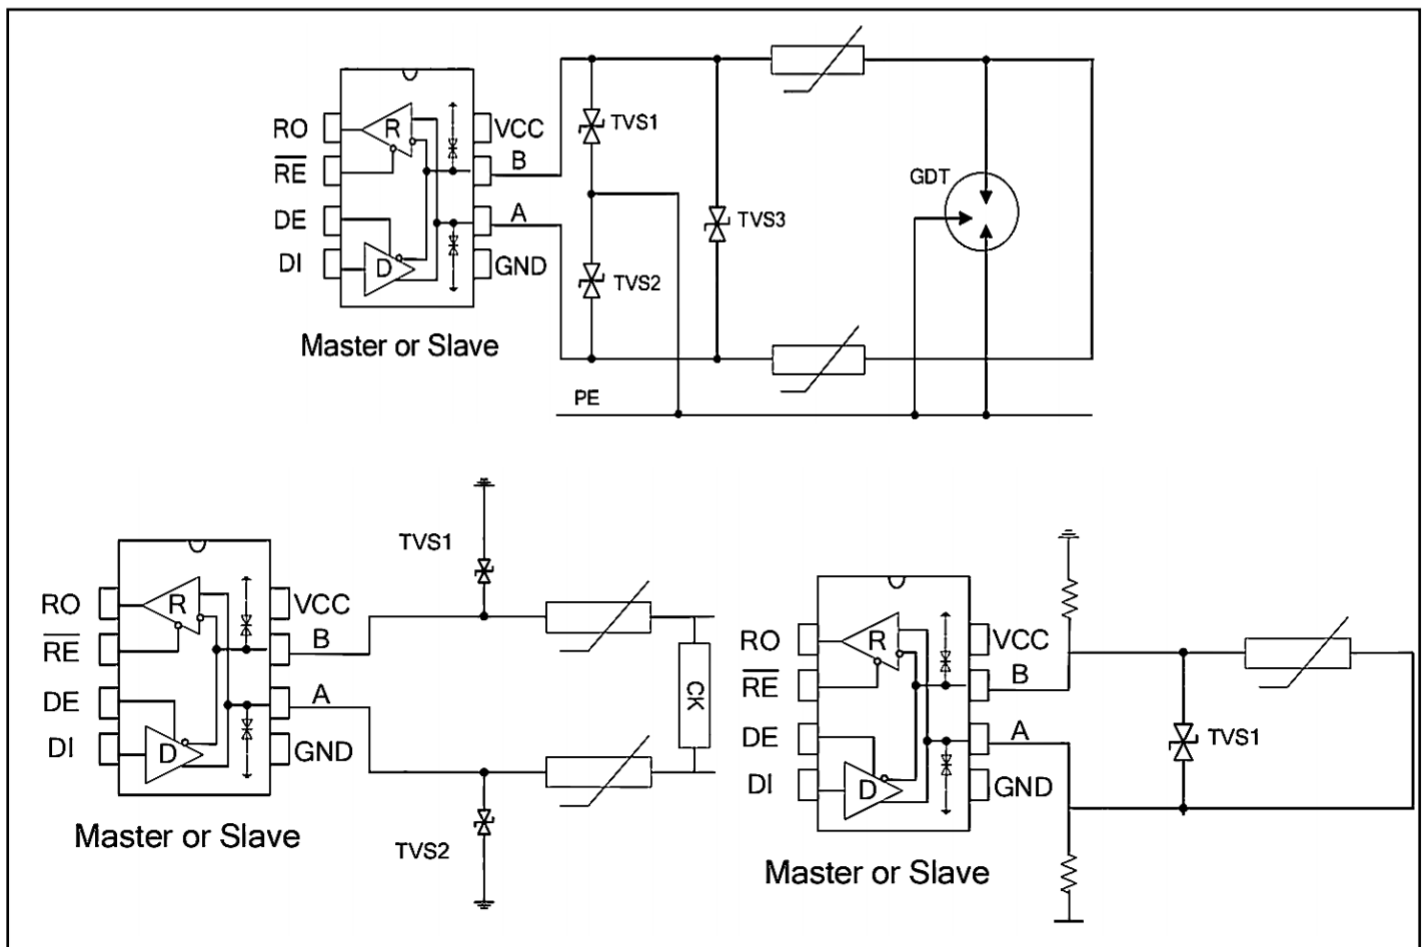 RO
R
VCC
RE
B
DE
A
DI
D
GND
Master or Slave
TVS1
TVS2
TVS3
GDT
PE
RO
R
VCC
RE
B
DE
A
DI
D
GND
Master or Slave
TVS1
TVS2
CK
RO
R
VCC
RE
B
DE
A
DI
D
GND
Master or Slave
TVS1